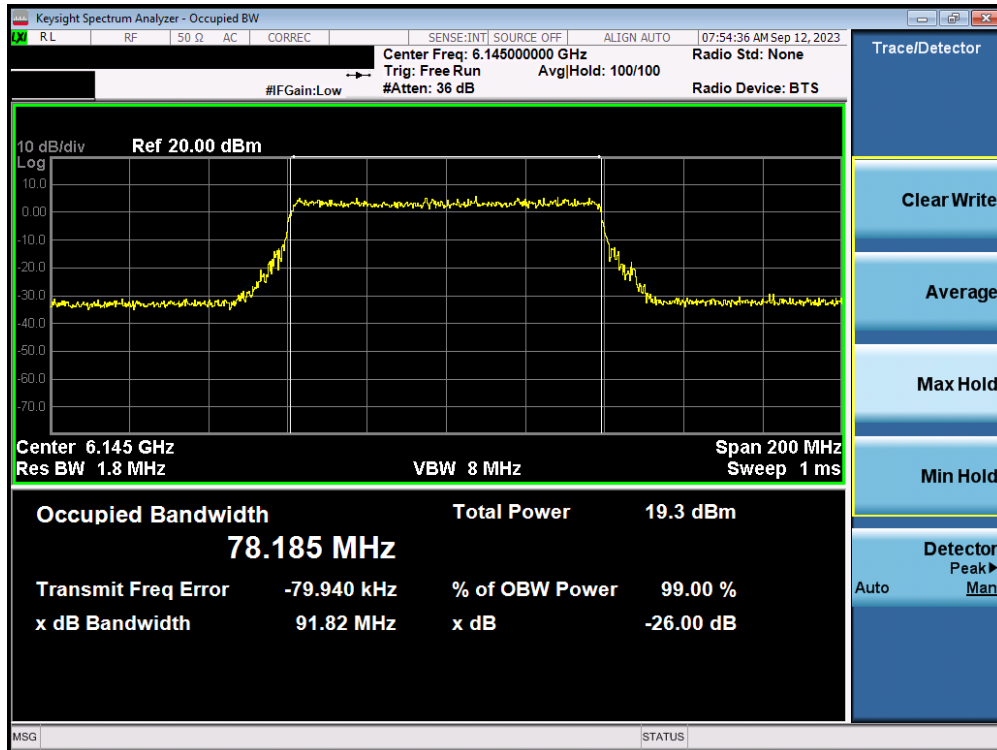 Keysight Spectrum Analyzer - Occupied BW
LXI RL RF 50 Ω AC CORREC SENSE:INT SOURCE OFF ALIGN AUTO 07:54:36 AM Sep 12, 2023
Center Freq: 6.145000000 GHz Radio Std: None
Trig: Free Run Avg|Hold: 100/100
#IFGain:Low #Atten: 36 dB Radio Device: BTS
Trace/Detector
10 dB/div Ref 20.00 dBm
Log
10.0
0.00
-10.0
-20.0
-30.0
-40.0
-50.0
-60.0
-70.0
Center 6.145 GHz Span 200 MHz
Res BW 1.8 MHz VBW 8 MHz Sweep 1 ms
Occupied Bandwidth Total Power 19.3 dBm
78.185 MHz
Transmit Freq Error -79.940 kHz % of OBW Power 99.00 %
x dB Bandwidth 91.82 MHz x dB -26.00 dB
Clear Write
Average
Max Hold
Min Hold
Detector
Peak▶
Auto Man
MSG STATUS